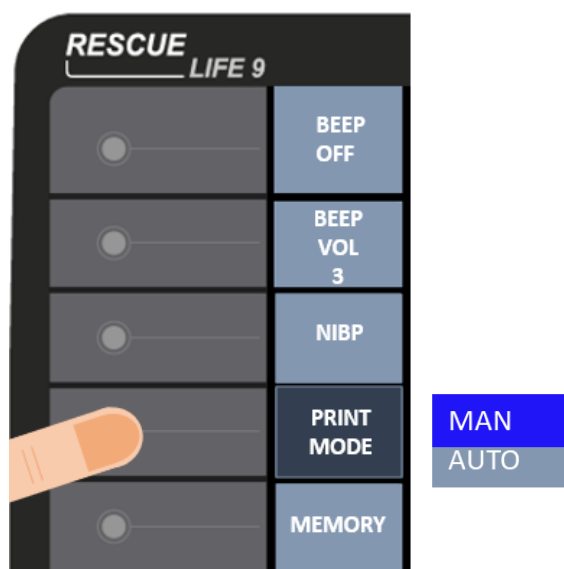 RESCUE
LIFE 9
BEEP
OFF
BEEP
VOL
3
NIBP
PRINT
MODE
MAN
AUTO
MEMORY